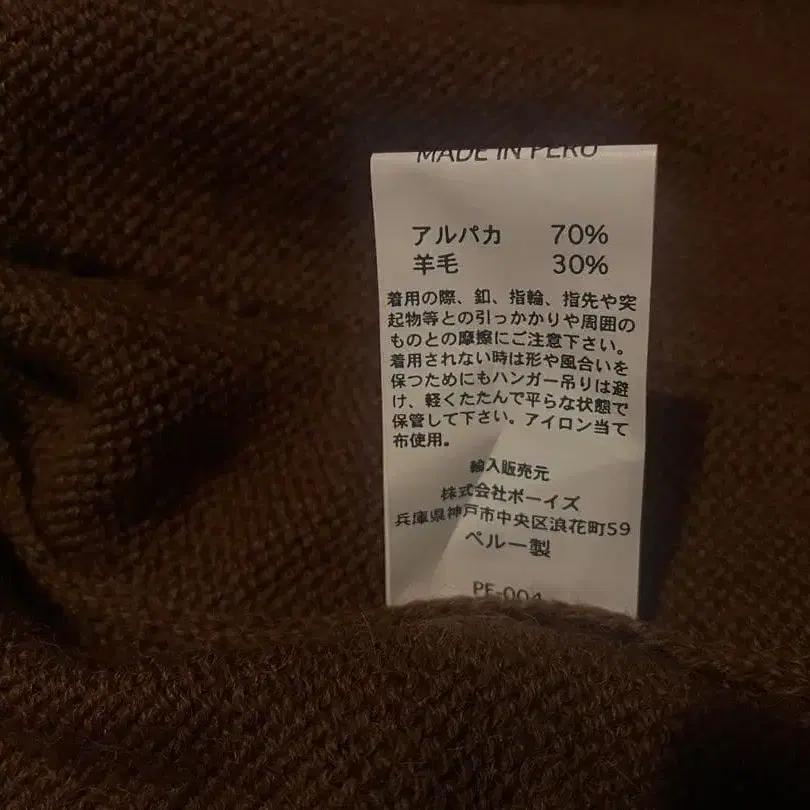 MADE IN PERU
アルパカ 70%
羊毛 30%
着用の際、釦、指輪、指先や突
起物等との引っかかりや周囲の
ものとの摩擦にご注意下さい。
着用されない時は形や風合いを
保つためにもハンガー吊りは避
け、軽くたたんで平らな状態で
保管して下さい。アイロン当て
布使用。
輸入販売元
株式会社ボーイズ
兵庫県神戸市中央区浪花町59
ペルー製
PE-004